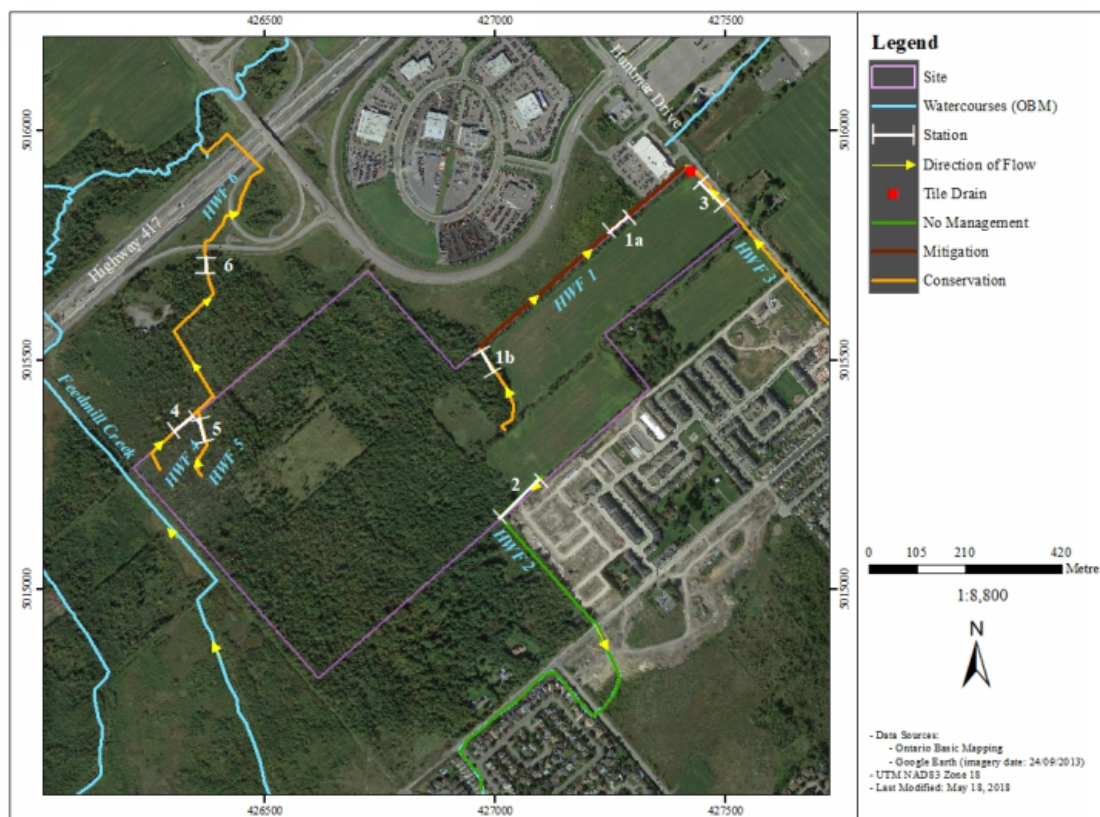 426500
427000
427500
5016000
5015500
5015000
5016000
5015500
5015000
426500
427000
427500
Huntmar Drive
Highway 417
HWF 6
6
3
1a
HWF 3
HWF 1
1b
Feedmill Creek
4
5
HWF 4
HWF 5
2
HWF 2
Legend
Site
Watercourses (OBM)
Station
Direction of Flow
Tile Drain
No Management
Mitigation
Conservation
0 105 210 420
Metres
1:8,800
N
- Data Sources:
- Ontario Basic Mapping
- Google Earth (imagery date: 24/09/2013)
- UTM NAD83 Zone 18
- Last Modified: May 18, 2018